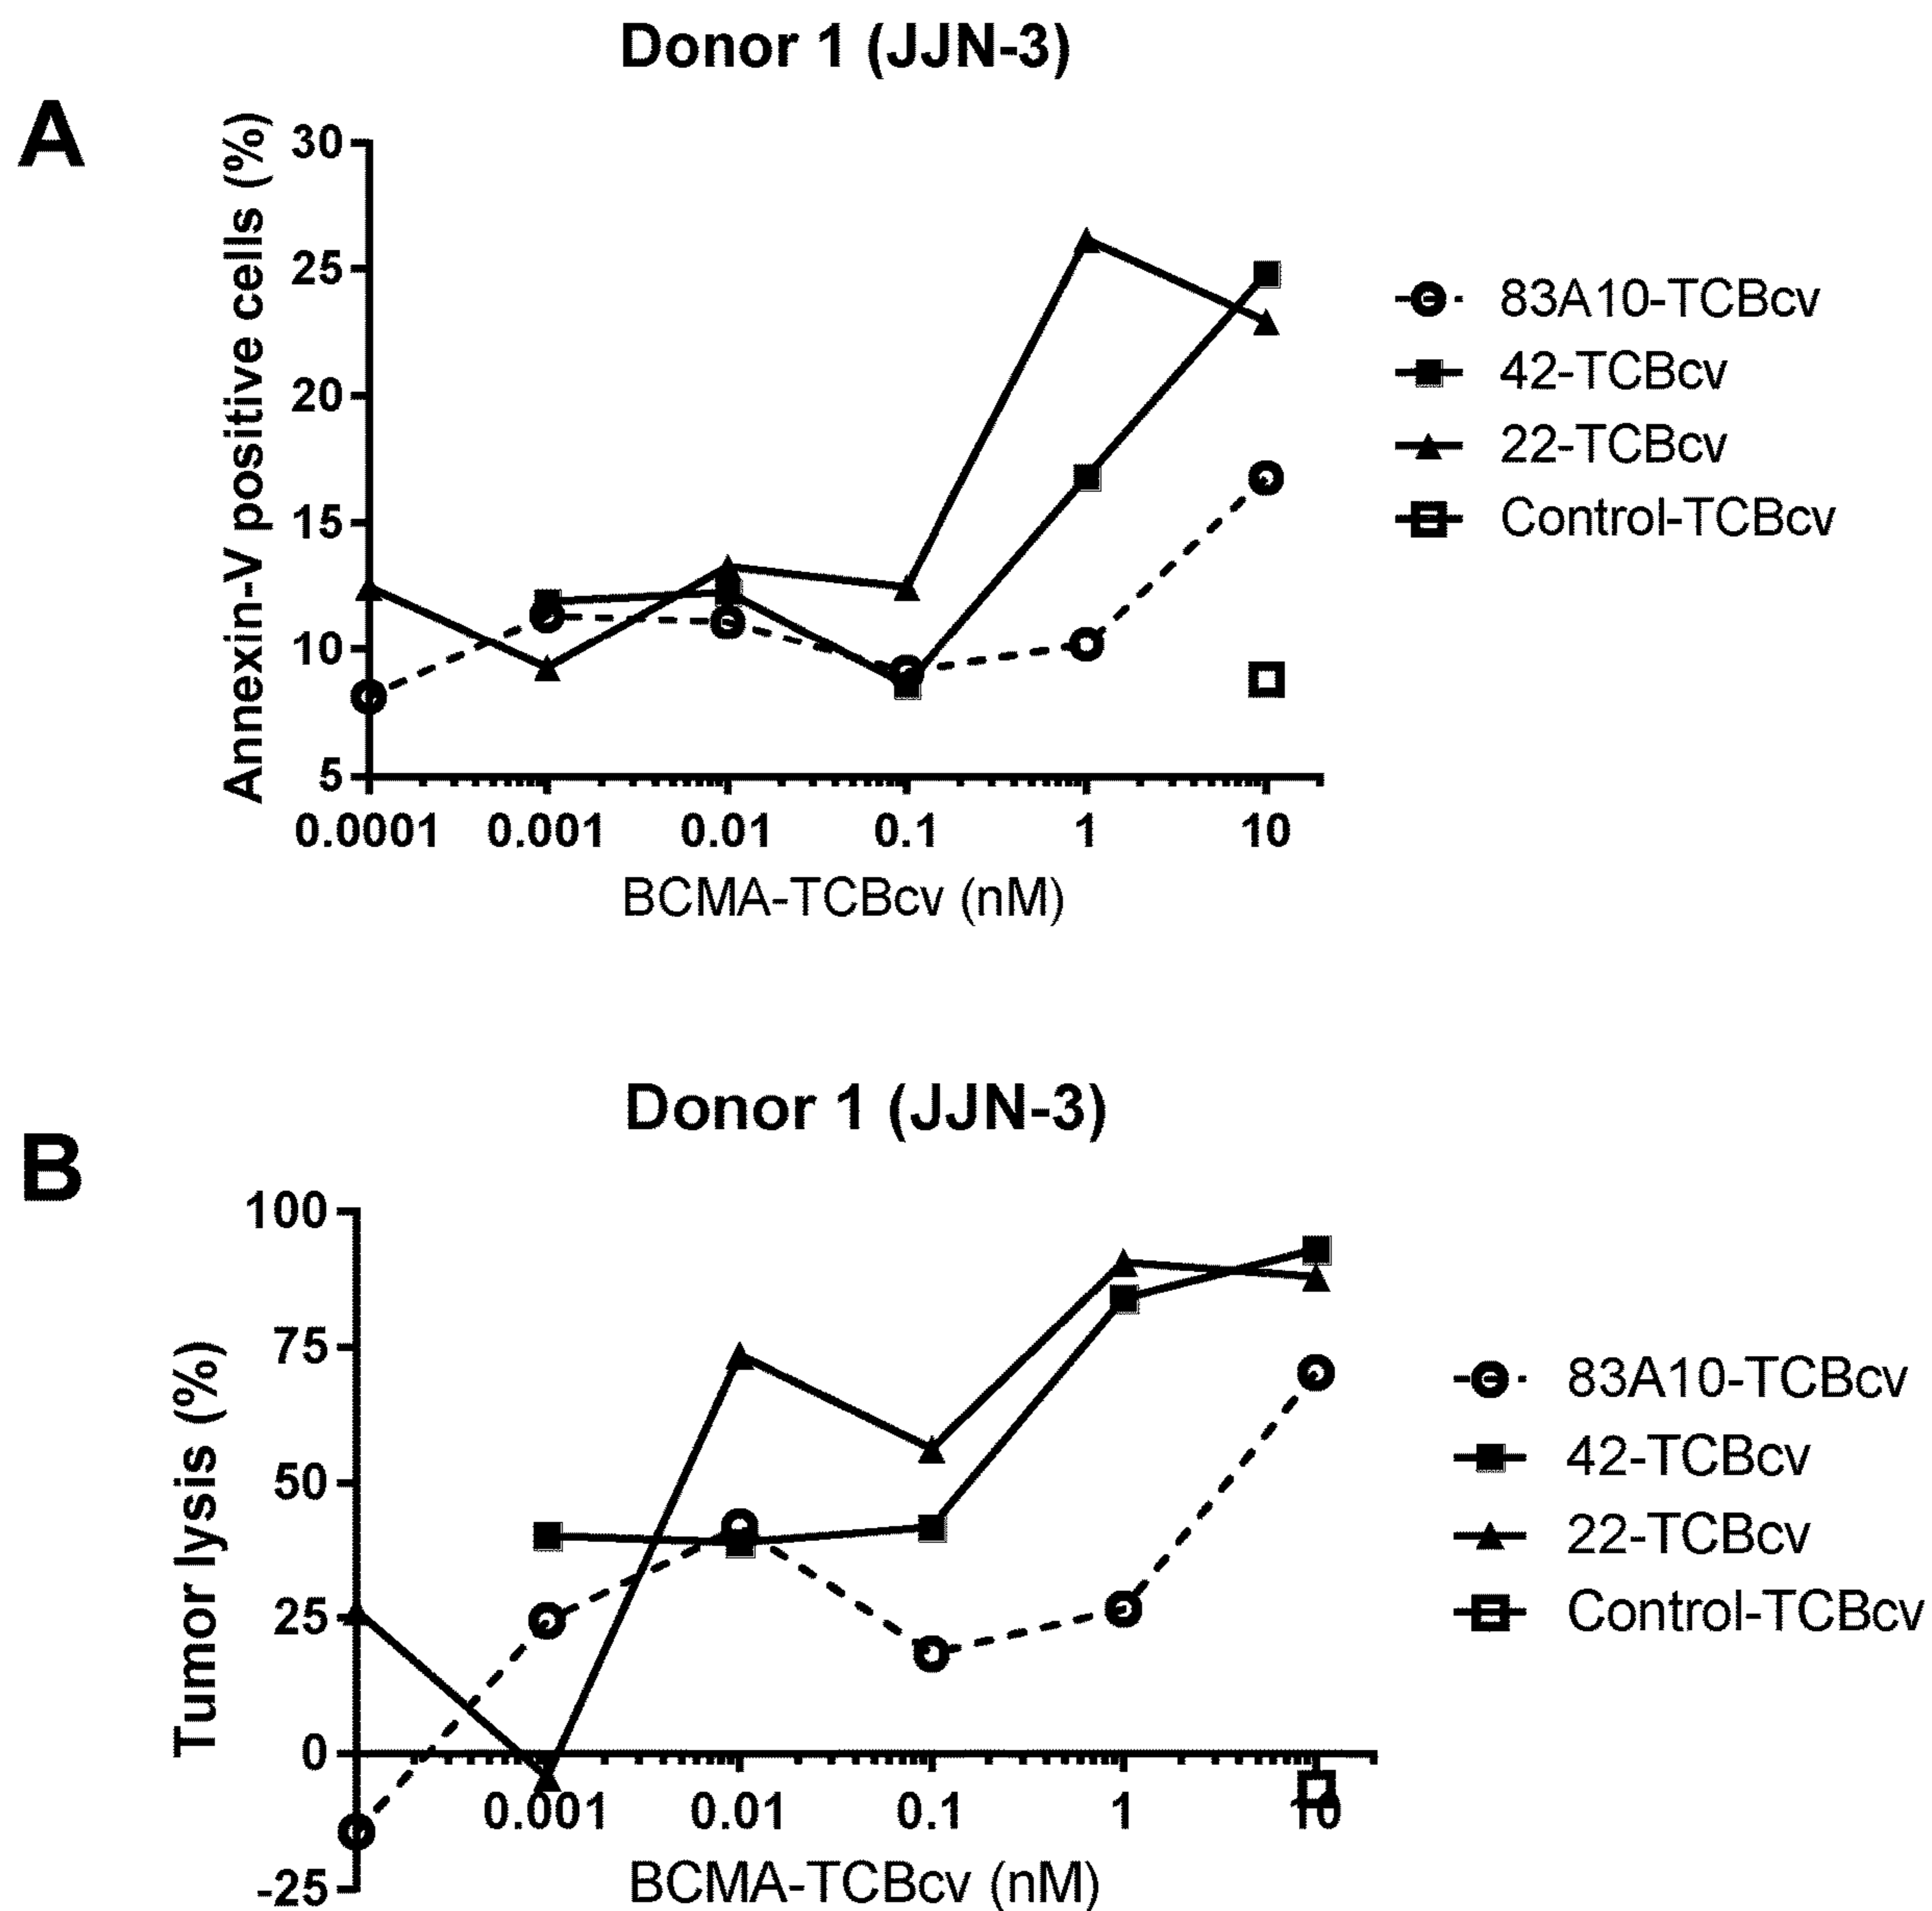 Donor 1 (JJN-3)
A
Annexin-V positive cells (%)
30
25
20
15
10
5
0.0001 0.001 0.01 0.1 1 10
BCMA-TCBcv (nM)
83A10-TCBcv
42-TCBcv
22-TCBcv
Control-TCBcv
Donor 1 (JJN-3)
B
Tumor lysis (%)
100
75
50
25
0
-25
0.001 0.01 0.1 1 10
BCMA-TCBcv (nM)
83A10-TCBcv
42-TCBcv
22-TCBcv
Control-TCBcv